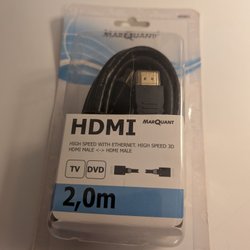 MARQUANT
HDMI
MARQUANT
HIGH SPEED WITH ETHERNET, HIGH SPEED 3D
HDMI MALE <-> HDMI MALE
TV
DVD
2,0m